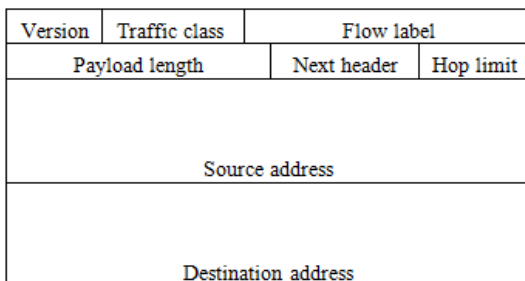 Version Traffic class Flow label
Payload length Next header Hop limit
Source address
Destination address